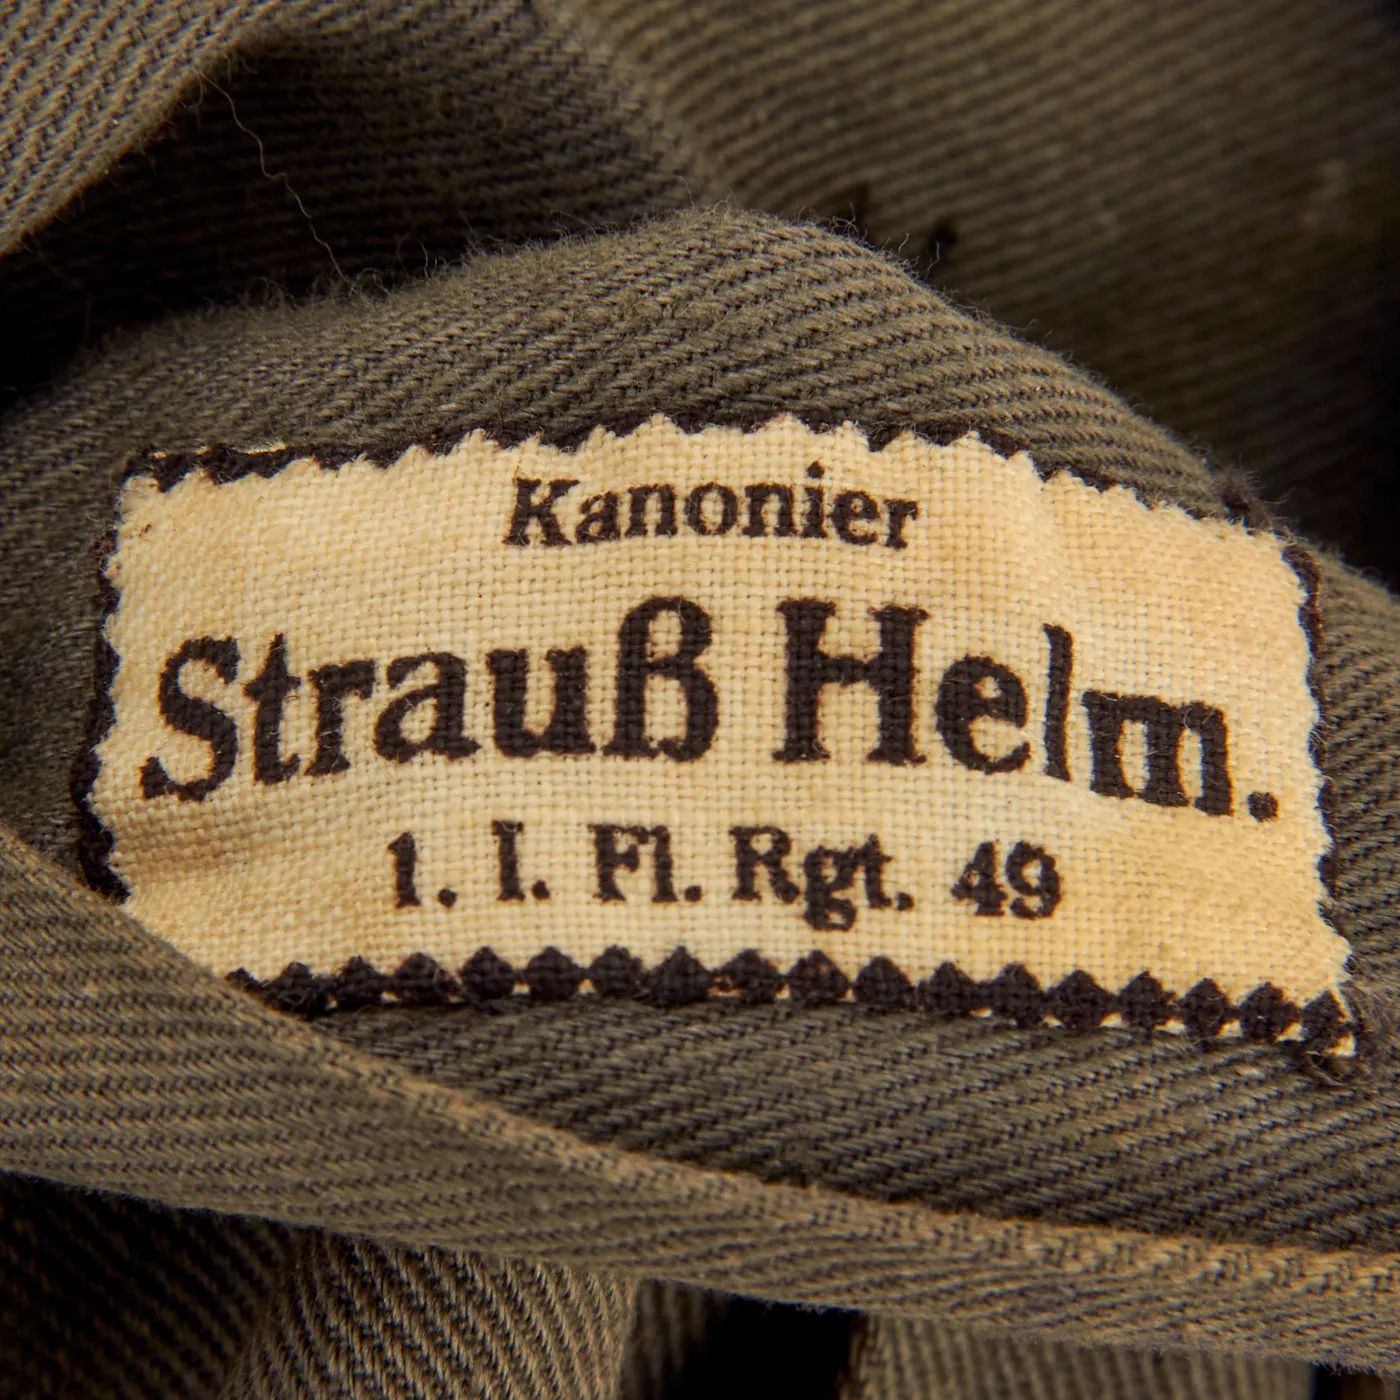 Kanonier
Strauß Helm.
1. I. Fl. Rgt. 49